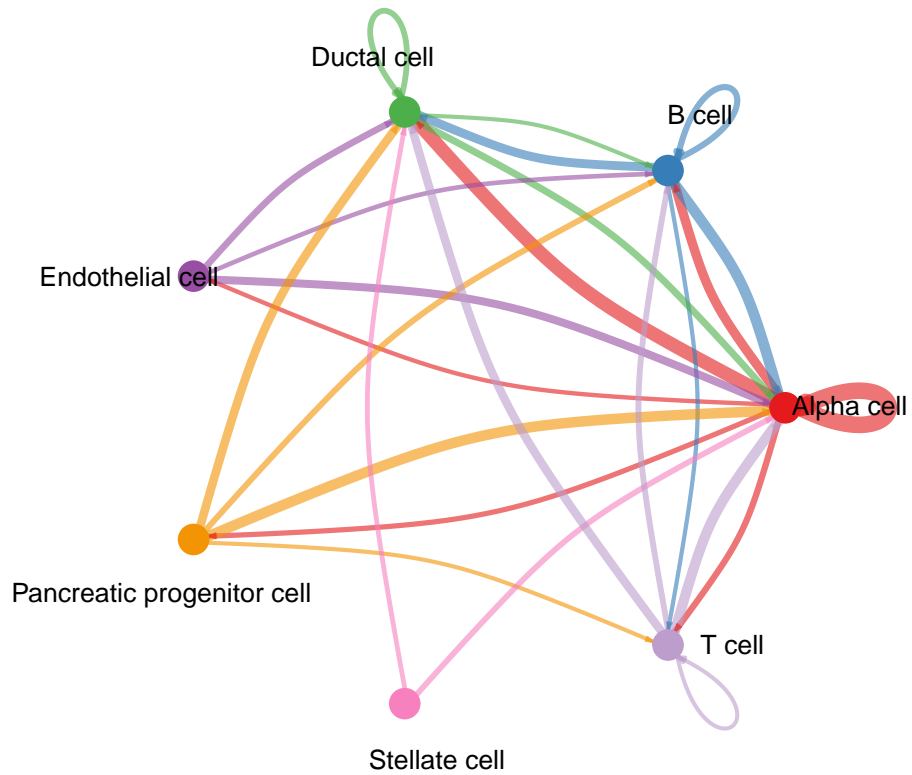 Ductal cell
B cell
Endothelial cell
Alpha cell
Pancreatic progenitor cell
T cell
Stellate cell